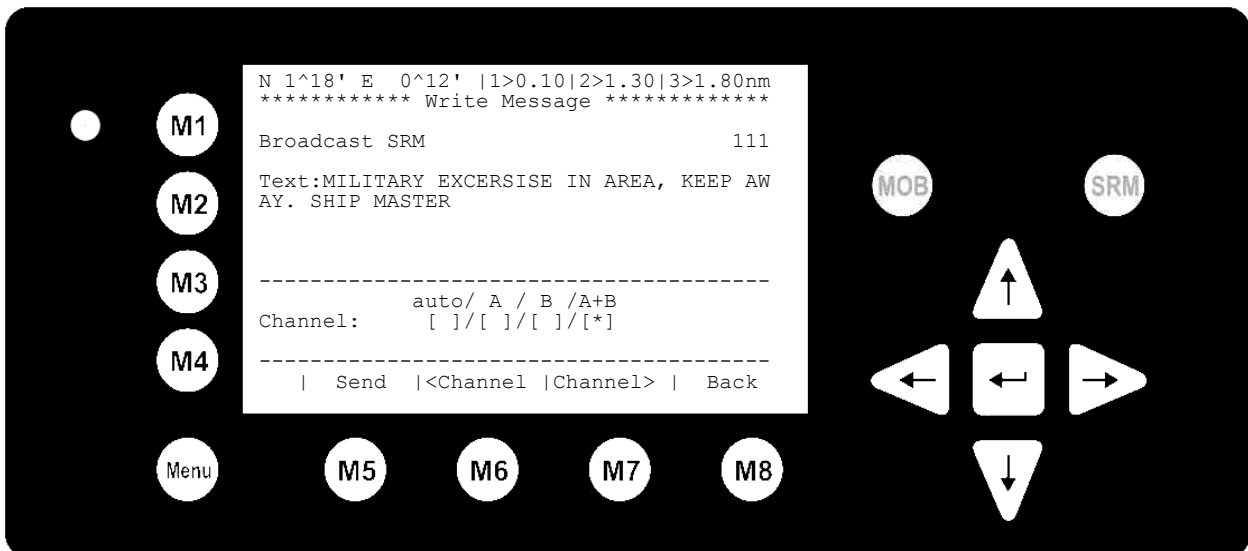 N 1^18' E  0^12' |1>0.10|2>1.30|3>1.80nm
************ Write Message *************
Broadcast SRM                        111
Text:MILITARY EXCERSISE IN AREA, KEEP AW
AY. SHIP MASTER
----------------------------------------
auto/ A / B /A+B
Channel:     [ ]/[ ]/[ ]/[*]
----------------------------------------
|  Send  |<Channel |Channel> |  Back
M1
M2
M3
M4
Menu
M5
M6
M7
M8
MOB
SRM